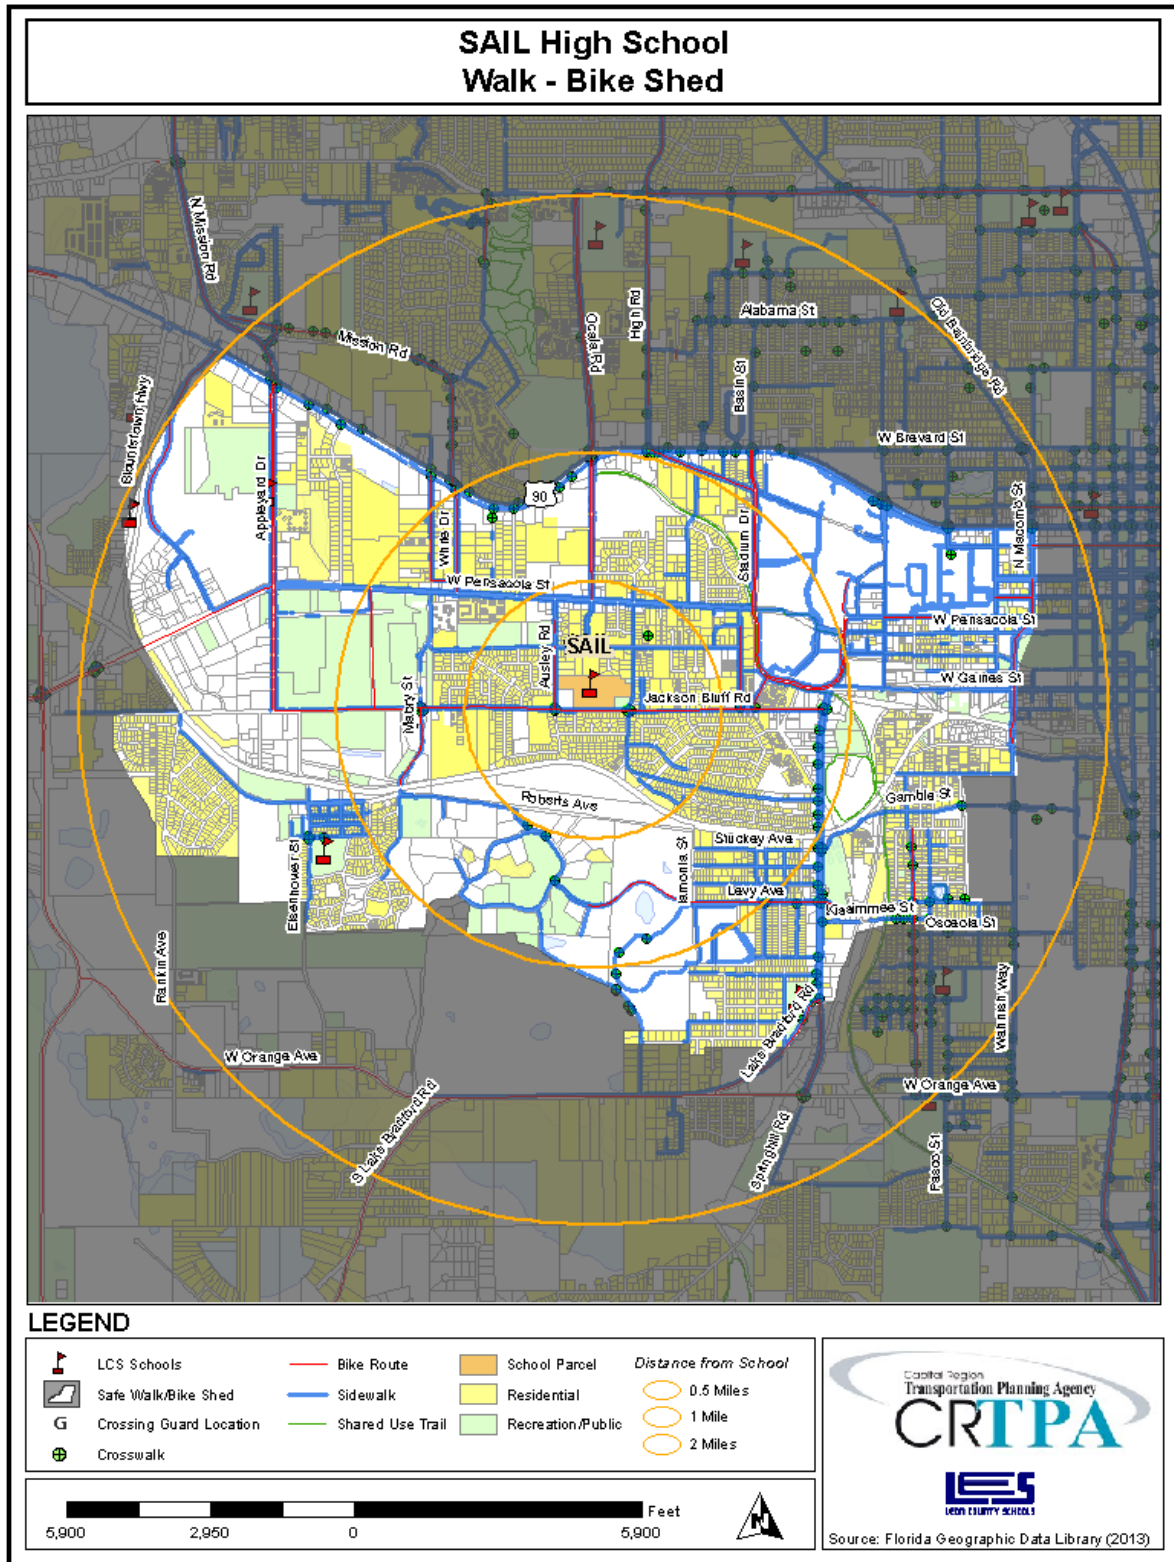 SAIL High School
Walk - Bike Shed
N Mission Rd
Mission Rd
Ocala Rd
High Rd
Alabama St
Basin St
Old Bainbridge Rd
W Brevard St
Blountstown Hwy
Appleyard Dr
White Dr
90
Stadium Dr
N Macomb St
W Pensacola St
W Pensacola St
Ausley Rd
SAIL
W Gaines St
Mabry St
Jackson Bluff Rd
Roberts Ave
Gamble St
Stuckey Ave
Eisenhower St
Iamonia St
Levy Ave
Kissimmee St
Osceola St
Rankin Ave
Wahnish Way
Lake Bradford Rd
W Orange Ave
W Orange Ave
S Lake Bradford Rd
Springhill Rd
Pasco St
LEGEND
LCS Schools
Safe Walk/Bike Shed
G Crossing Guard Location
Crosswalk
Bike Route
Sidewalk
Shared Use Trail
School Parcel
Residential
Recreation/Public
Distance from School
0.5 Miles
1 Mile
2 Miles
5,900 2,950 0 5,900 Feet
N
Capital Region
Transportation Planning Agency
CRTPA
LCS
LEON COUNTY SCHOOLS
Source: Florida Geographic Data Library (2013)